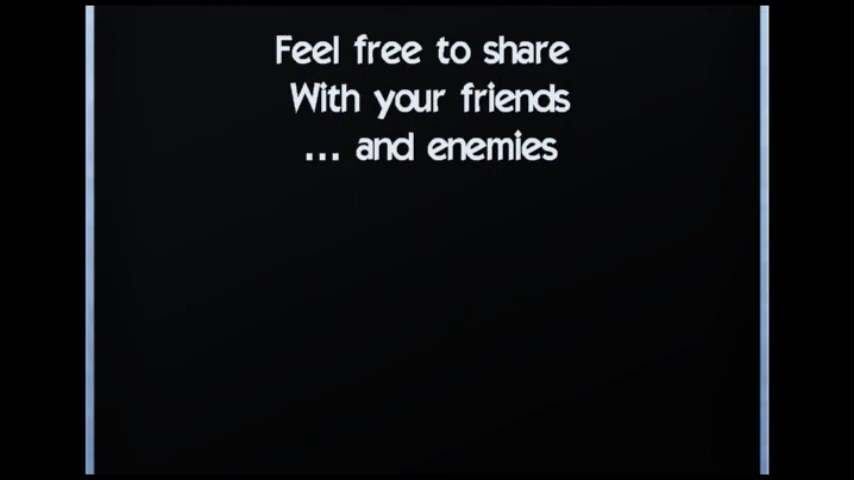 Feel free to share
With your friends
... and enemies